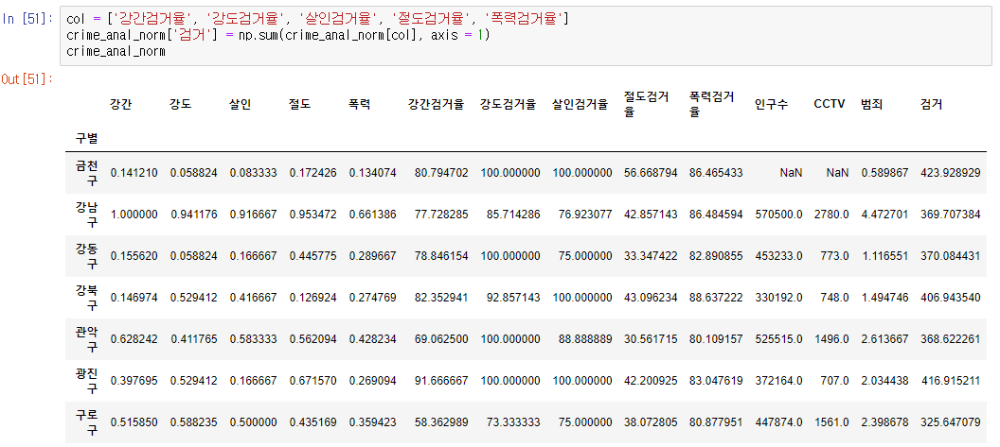 In [51]: col = ['강간검거율', '강도검거율', '살인검거율', '절도검거율', '폭력검거율']
crime_anal_norm['검거'] = np.sum(crime_anal_norm[col], axis = 1)
crime_anal_norm
Out[51]:
강간 강도 살인 절도 폭력 강간검거율 강도검거율 살인검거율 절도검거율 폭력검거율 인구수 CCTV 범죄 검거
구별
금천구 0.141210 0.058824 0.083333 0.172426 0.134074 80.794702 100.000000 100.000000 56.668794 86.465433 NaN NaN 0.589867 423.928929
강남구 1.000000 0.941176 0.916667 0.953472 0.661386 77.728285 85.714286 76.923077 42.857143 86.484594 570500.0 2780.0 4.472701 369.707384
강동구 0.155620 0.058824 0.166667 0.445775 0.289667 78.846154 100.000000 75.000000 33.347422 82.890855 453233.0 773.0 1.116551 370.084431
강북구 0.146974 0.529412 0.416667 0.126924 0.274769 82.352941 92.857143 100.000000 43.096234 88.637222 330192.0 748.0 1.494746 406.943540
관악구 0.628242 0.411765 0.583333 0.562094 0.428234 69.062500 100.000000 88.888889 30.561715 80.109157 525515.0 1496.0 2.613667 368.622261
광진구 0.397695 0.529412 0.166667 0.671570 0.269094 91.666667 100.000000 100.000000 42.200925 83.047619 372164.0 707.0 2.034438 416.915211
구로구 0.515850 0.588235 0.500000 0.435169 0.359423 58.362989 73.333333 75.000000 38.072805 80.877951 447874.0 1561.0 2.398678 325.647079